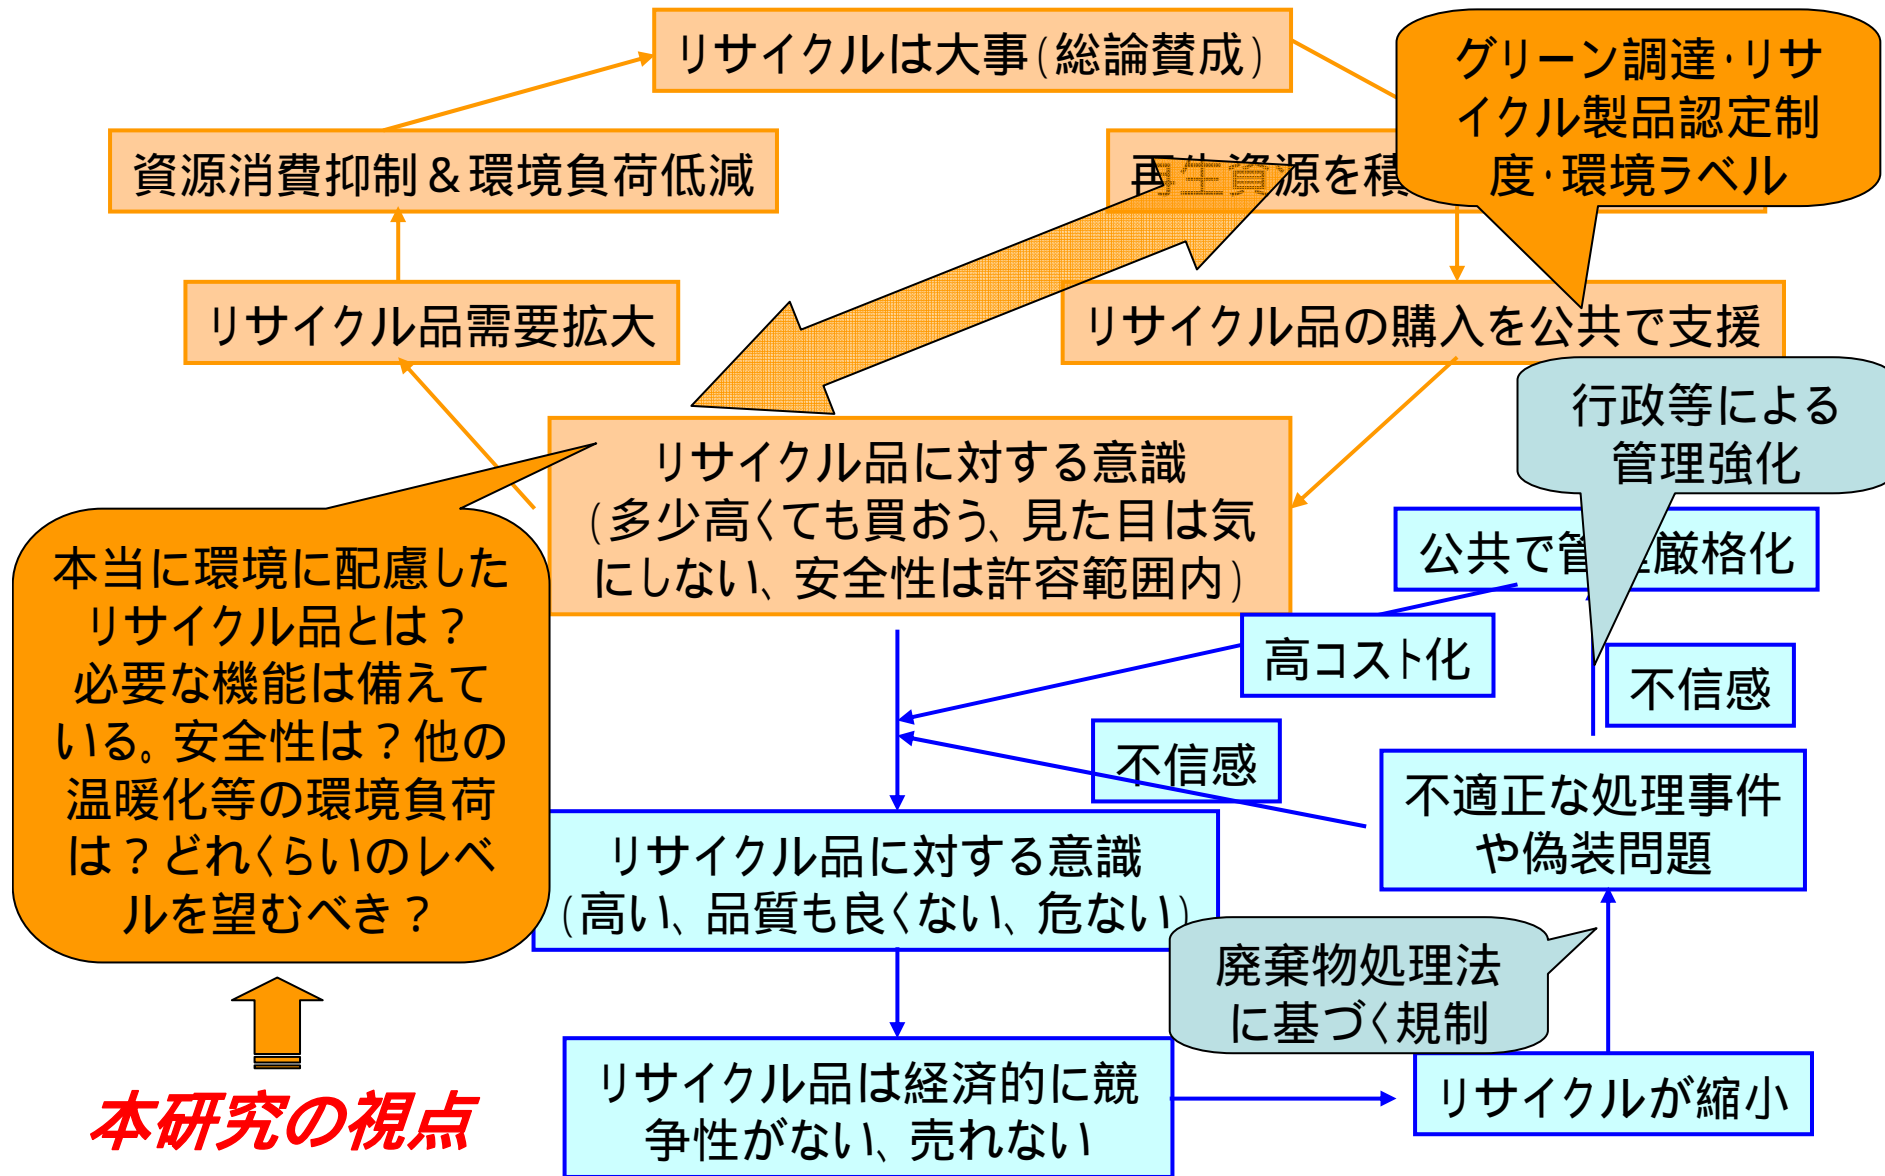 リサイクルは大事(総論賛成)
グリーン調達・リサ
イクル製品認定制
度・環境ラベル
資源消費抑制&環境負荷低減
再生資源を積
リサイクル品需要拡大
リサイクル品の購入を公共で支援
行政等による
管理強化
リサイクル品に対する意識
(多少高くても買おう、見た目は気
にしない、安全性は許容範囲内)
公共で管理厳格化
本当に環境に配慮した
リサイクル品とは?
必要な機能は備えて
いる。安全性は?他の
温暖化等の環境負荷
は?どれくらいのレベ
ルを望むべき?
高コスト化
不信感
不信感
不適正な処理事件
や偽装問題
リサイクル品に対する意識
(高い、品質も良くない、危ない)
廃棄物処理法
に基づく規制
リサイクル品は経済的に競
争性がない、売れない
リサイクルが縮小
本研究の視点